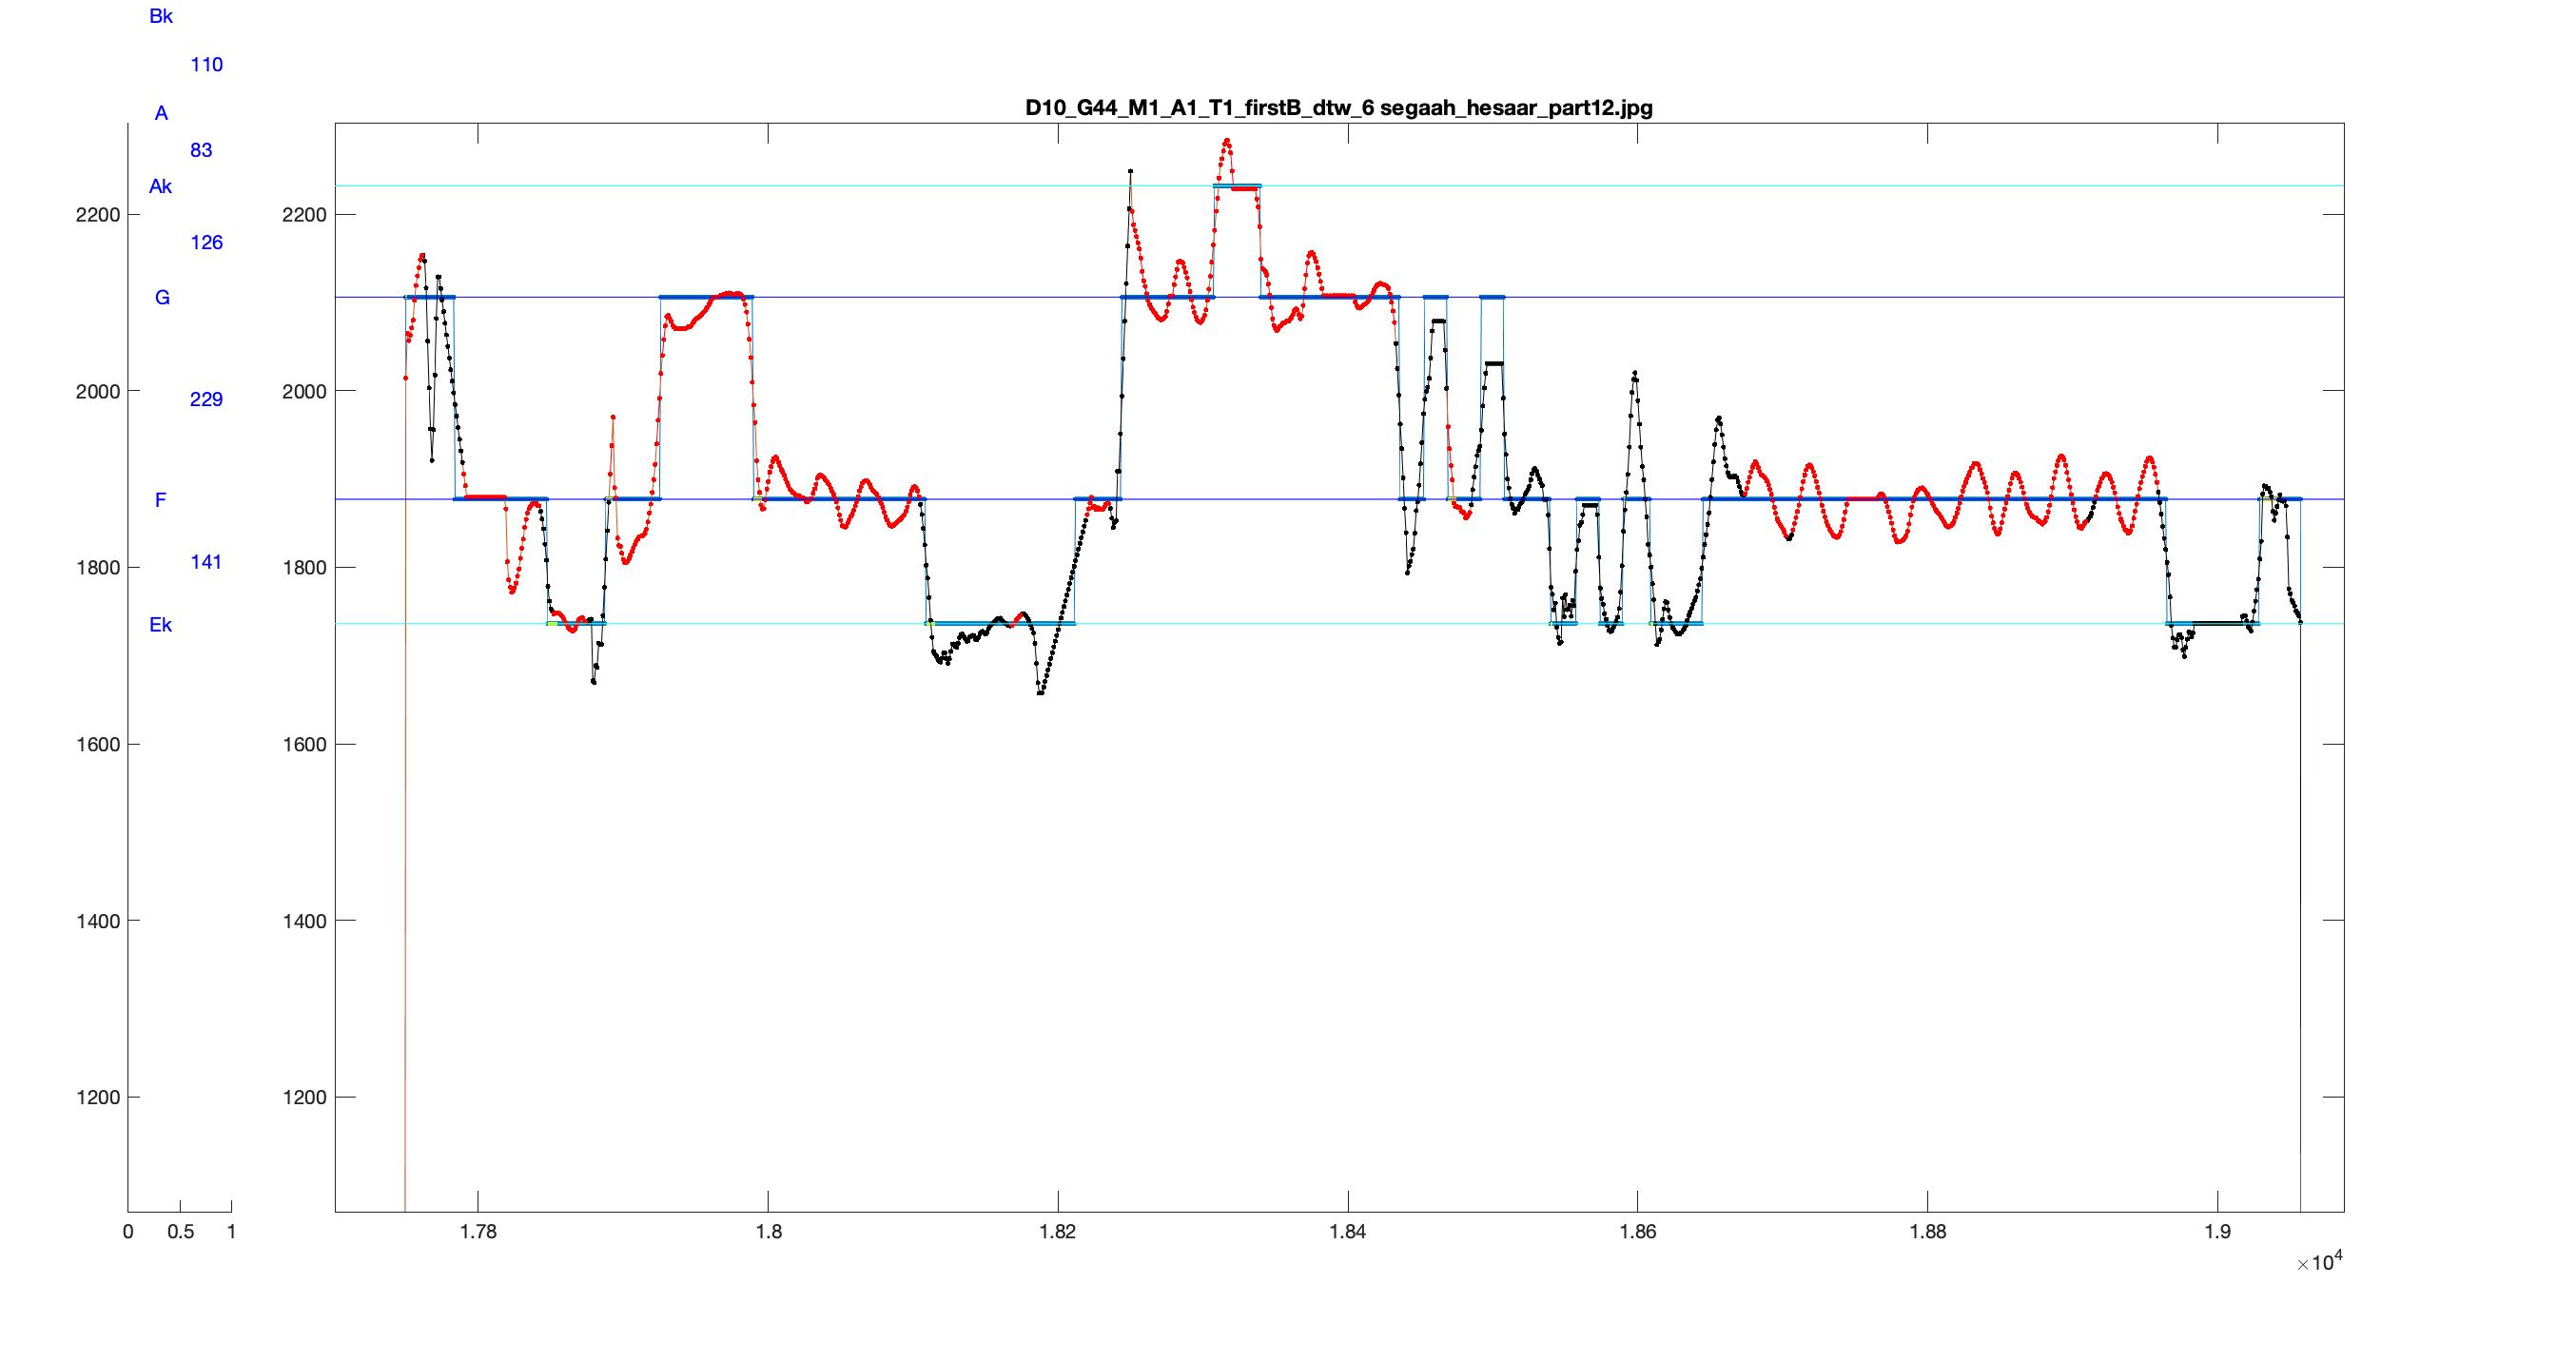 Bk
110
A
D10_G44_M1_A1_T1_firstB_dtw_6 segaah_hesaar_part12.jpg
83
Ak
2200 2200
126
G
2000 2000
229
F
1800 1800
141
Ek
1600 1600
1400 1400
1200 1200
0 0.5 1 1.78 1.8 1.82 1.84 1.86 1.88 1.9
×10⁴